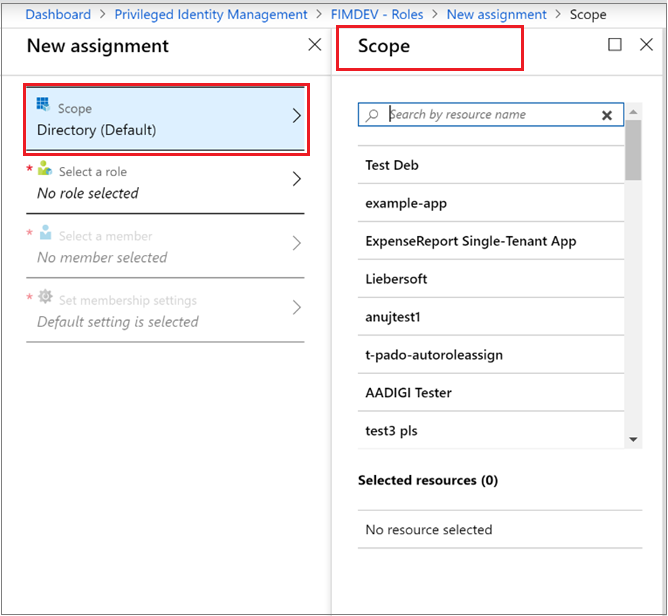 Dashboard > Privileged Identity Management > FIMDEV - Roles > New assignment > Scope
New assignment
Scope
Directory (Default)
* Select a role
No role selected
* Select a member
No member selected
* Set membership settings
Default setting is selected
Scope
Search by resource name
Test Deb
example-app
ExpenseReport Single-Tenant App
Liebersoft
anujtest1
t-pado-autoroleassign
AADIGI Tester
test3 pls
Selected resources (0)
No resource selected